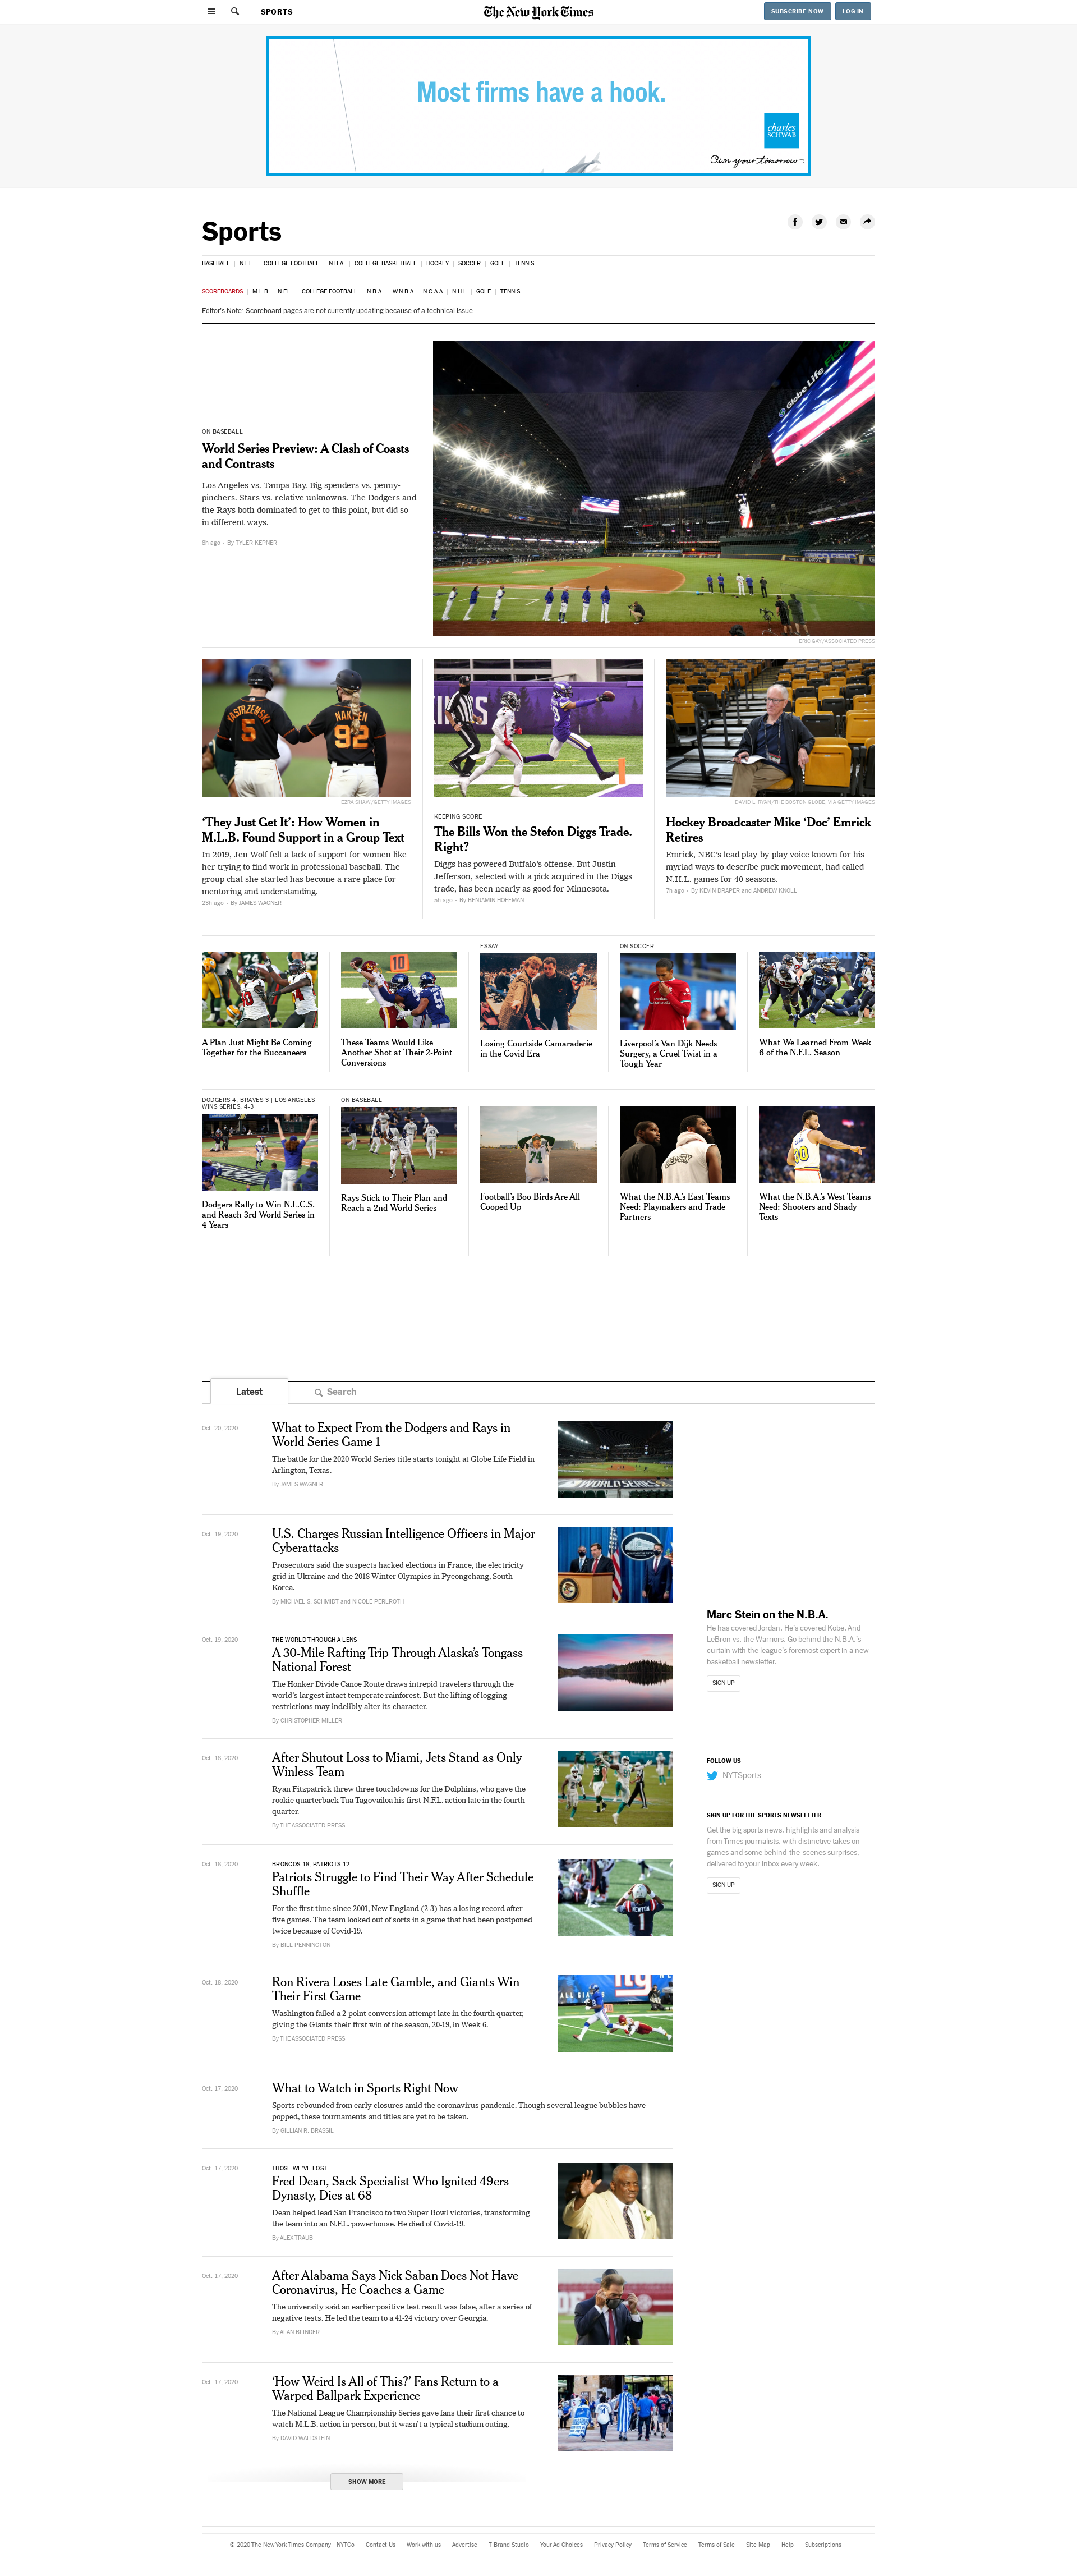 SPORTS
The New York Times
SUBSCRIBE NOW
LOG IN
Most firms have a hook.
charles
SCHWAB
Own your tomorrow.
Sports
BASEBALL | N.F.L. | COLLEGE FOOTBALL | N.B.A. | COLLEGE BASKETBALL | HOCKEY | SOCCER | GOLF | TENNIS
SCOREBOARDS | M.L.B | N.F.L. | COLLEGE FOOTBALL | N.B.A. | W.N.B.A | N.C.A.A | N.H.L | GOLF | TENNIS
Editor's Note: Scoreboard pages are not currently updating because of a technical issue.
ON BASEBALL
World Series Preview: A Clash of Coasts
and Contrasts
Los Angeles vs. Tampa Bay. Big spenders vs. penny-
pinchers. Stars vs. relative unknowns. The Dodgers and
the Rays both dominated to get to this point, but did so
in different ways.
8h ago - By TYLER KEPNER
@ Globe Life Field
ERIC GAY/ASSOCIATED PRESS
YASTRZEMSKI
5
NAKKEN
92
EZRA SHAW/GETTY IMAGES
‘They Just Get It’: How Women in
M.L.B. Found Support in a Group Text
In 2019, Jen Wolf felt a lack of support for women like
her trying to find work in professional baseball. The
group chat she started has become a rare place for
mentoring and understanding.
23h ago - By JAMES WAGNER
KEEPING SCORE
The Bills Won the Stefon Diggs Trade.
Right?
Diggs has powered Buffalo’s offense. But Justin
Jefferson, selected with a pick acquired in the Diggs
trade, has been nearly as good for Minnesota.
5h ago - By BENJAMIN HOFFMAN
DAVID L. RYAN/THE BOSTON GLOBE, VIA GETTY IMAGES
Hockey Broadcaster Mike ‘Doc’ Emrick
Retires
Emrick, NBC’s lead play-by-play voice known for his
myriad ways to describe puck movement, had called
N.H.L. games for 40 seasons.
7h ago - By KEVIN DRAPER and ANDREW KNOLL
A Plan Just Might Be Coming
Together for the Buccaneers
These Teams Would Like
Another Shot at Their 2-Point
Conversions
ESSAY
Losing Courtside Camaraderie
in the Covid Era
ON SOCCER
Liverpool’s Van Dijk Needs
Surgery, a Cruel Twist in a
Tough Year
What We Learned From Week
6 of the N.F.L. Season
DODGERS 4, BRAVES 3 | LOS ANGELES
WINS SERIES, 4-3
Dodgers Rally to Win N.L.C.S.
and Reach 3rd World Series in
4 Years
ON BASEBALL
Rays Stick to Their Plan and
Reach a 2nd World Series
74
Football’s Boo Birds Are All
Cooped Up
What the N.B.A.’s East Teams
Need: Playmakers and Trade
Partners
30
What the N.B.A.’s West Teams
Need: Shooters and Shady
Texts
Latest
Search
Oct. 20, 2020
What to Expect From the Dodgers and Rays in
World Series Game 1
The battle for the 2020 World Series title starts tonight at Globe Life Field in
Arlington, Texas.
By JAMES WAGNER
WORLD SERIES
Oct. 19, 2020
U.S. Charges Russian Intelligence Officers in Major
Cyberattacks
Prosecutors said the suspects hacked elections in France, the electricity
grid in Ukraine and the 2018 Winter Olympics in Pyeongchang, South
Korea.
By MICHAEL S. SCHMIDT and NICOLE PERLROTH
Oct. 19, 2020
THE WORLD THROUGH A LENS
A 30-Mile Rafting Trip Through Alaska’s Tongass
National Forest
The Honker Divide Canoe Route draws intrepid travelers through the
world’s largest intact temperate rainforest. But the lifting of logging
restrictions may indelibly alter its character.
By CHRISTOPHER MILLER
Oct. 18, 2020
After Shutout Loss to Miami, Jets Stand as Only
Winless Team
Ryan Fitzpatrick threw three touchdowns for the Dolphins, who gave the
rookie quarterback Tua Tagovailoa his first N.F.L. action late in the fourth
quarter.
By THE ASSOCIATED PRESS
Oct. 18, 2020
BRONCOS 18, PATRIOTS 12
Patriots Struggle to Find Their Way After Schedule
Shuffle
For the first time since 2001, New England (2-3) has a losing record after
five games. The team looked out of sorts in a game that had been postponed
twice because of Covid-19.
By BILL PENNINGTON
NEWTON
1
Oct. 18, 2020
Ron Rivera Loses Late Gamble, and Giants Win
Their First Game
Washington failed a 2-point conversion attempt late in the fourth quarter,
giving the Giants their first win of the season, 20-19, in Week 6.
By THE ASSOCIATED PRESS
Oct. 17, 2020
What to Watch in Sports Right Now
Sports rebounded from early closures amid the coronavirus pandemic. Though several league bubbles have
popped, these tournaments and titles are yet to be taken.
By GILLIAN R. BRASSIL
Oct. 17, 2020
THOSE WE’VE LOST
Fred Dean, Sack Specialist Who Ignited 49ers
Dynasty, Dies at 68
Dean helped lead San Francisco to two Super Bowl victories, transforming
the team into an N.F.L. powerhouse. He died of Covid-19.
By ALEX TRAUB
Oct. 17, 2020
After Alabama Says Nick Saban Does Not Have
Coronavirus, He Coaches a Game
The university said an earlier positive test result was false, after a series of
negative tests. He led the team to a 41-24 victory over Georgia.
By ALAN BLINDER
Oct. 17, 2020
‘How Weird Is All of This?’ Fans Return to a
Warped Ballpark Experience
The National League Championship Series gave fans their first chance to
watch M.L.B. action in person, but it wasn’t a typical stadium outing.
By DAVID WALDSTEIN
SHOW MORE
Marc Stein on the N.B.A.
He has covered Jordan. He’s covered Kobe. And
LeBron vs. the Warriors. Go behind the N.B.A.’s
curtain with the league’s foremost expert in a new
basketball newsletter.
SIGN UP
FOLLOW US
NYTSports
SIGN UP FOR THE SPORTS NEWSLETTER
Get the big sports news, highlights and analysis
from Times journalists, with distinctive takes on
games and some behind-the-scenes surprises,
delivered to your inbox every week.
SIGN UP
© 2020 The New York Times Company NYTCo Contact Us Work with us Advertise T Brand Studio Your Ad Choices Privacy Policy Terms of Service Terms of Sale Site Map Help Subscriptions